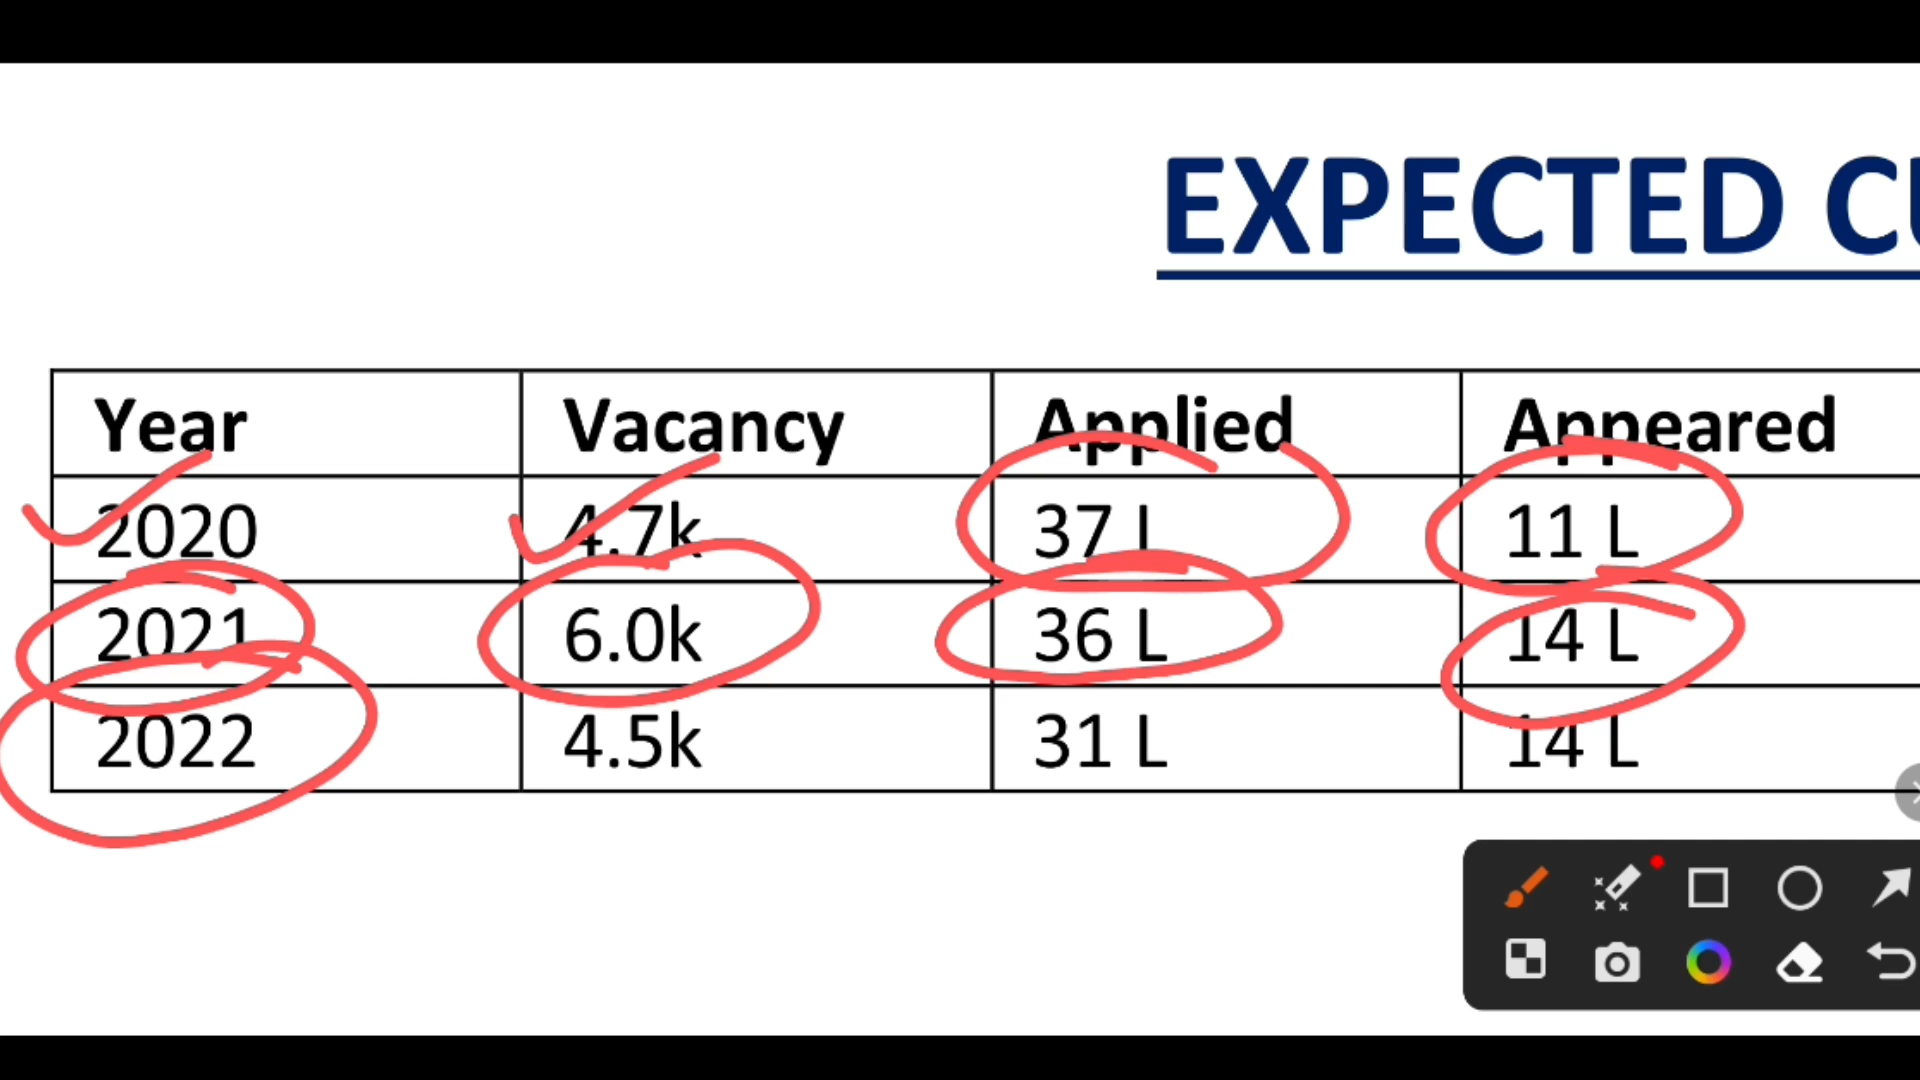 EXPECTED
Year Vacancy Applied Appeared
2020 4.7k 37 L 11 L
2021 6.0k 36 L 14 L
2022 4.5k 31 L 14 L